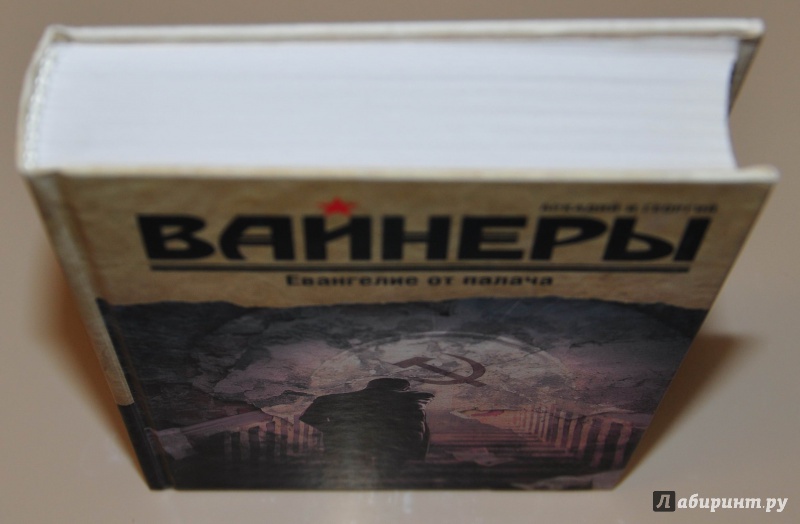 АРКАДИЙ И ГЕОРГИЙ
ВАЙНЕРЫ
Евангелие от палача
Лабиринт.ру